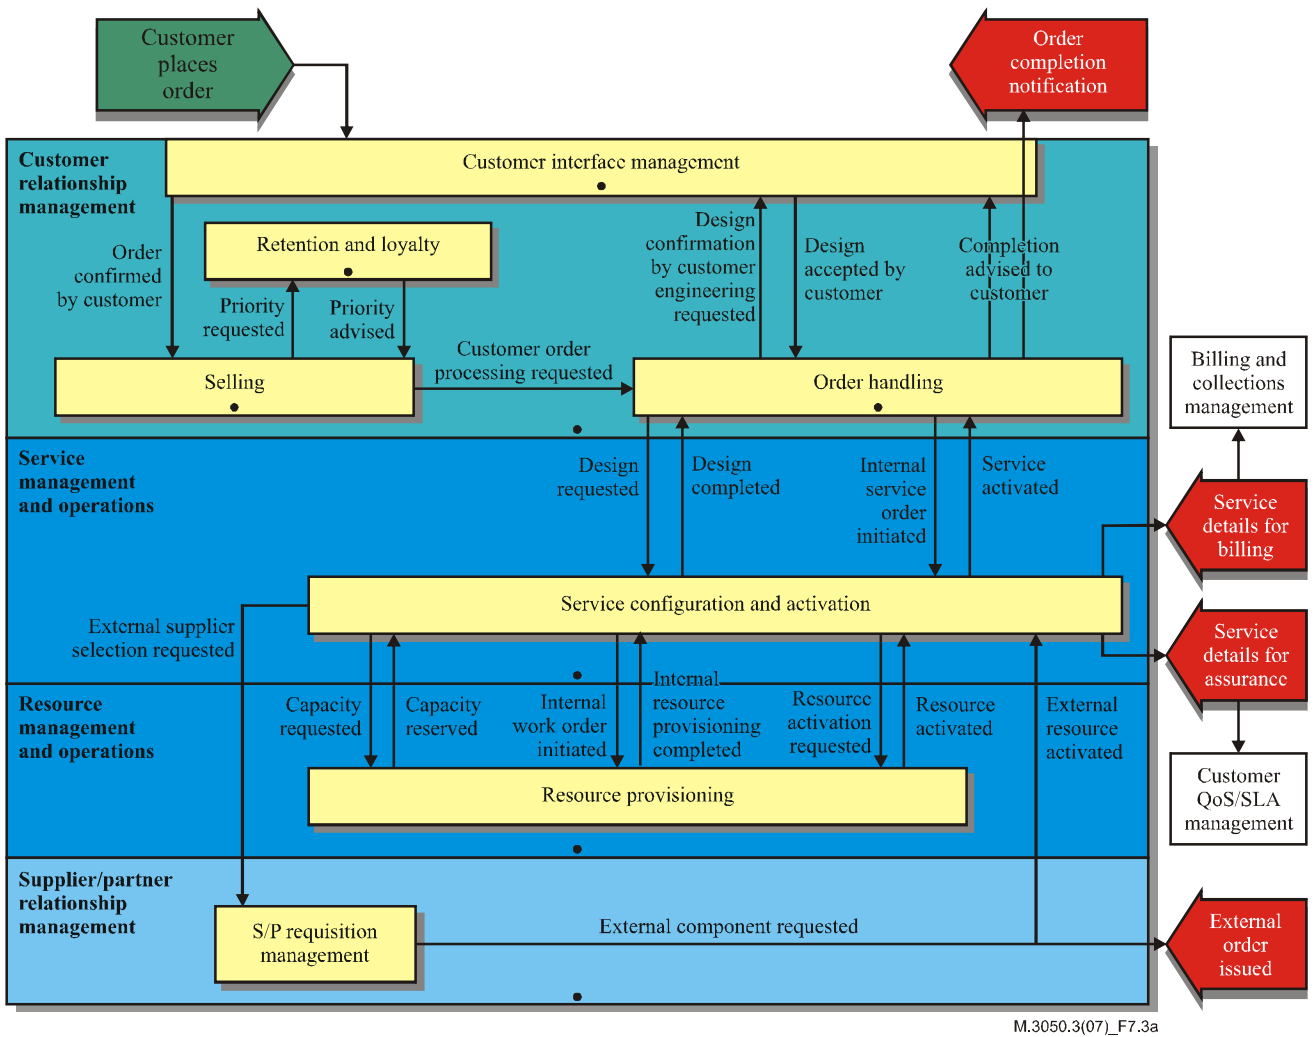 Customer
places
order
Order
completion
notification
Customer
relationship
management
Customer interface management
Retention and loyalty
Order
confirmed
by customer
Priority
requested
Priority
advised
Design
confirmation
by customer
engineering
requested
Design
accepted by
customer
Completion
advised to
customer
Selling
Customer order
processing requested
Order handling
Billing and
collections
management
Service
management
and operations
Design
requested
Design
completed
Internal
service
order
initiated
Service
activated
Service
details for
billing
Service configuration and activation
External supplier
selection requested
Service
details for
assurance
Resource
management
and operations
Capacity
requested
Capacity
reserved
Internal
work order
initiated
Internal
resource
provisioning
completed
Resource
activation
requested
Resource
activated
External
resource
activated
Resource provisioning
Customer
QoS/SLA
management
Supplier/partner
relationship
management
S/P requisition
management
External component requested
External
order
issued
M.3050.3(07)_F7.3a